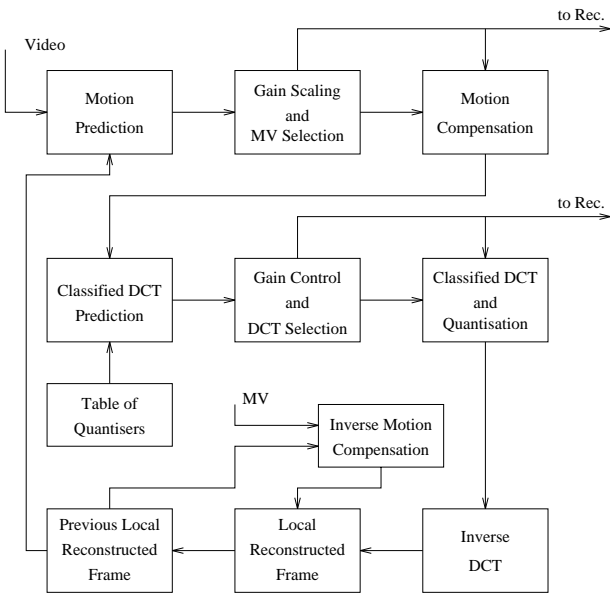 to Rec.
Video
Motion
Prediction
Gain Scaling
and
MV Selection
Motion
Compensation
to Rec.
Classified DCT
Prediction
Gain Control
and
DCT Selection
Classified DCT
and
Quantisation
Table of
Quantisers
MV
Inverse Motion
Compensation
Previous Local
Reconstructed
Frame
Local
Reconstructed
Frame
Inverse
DCT